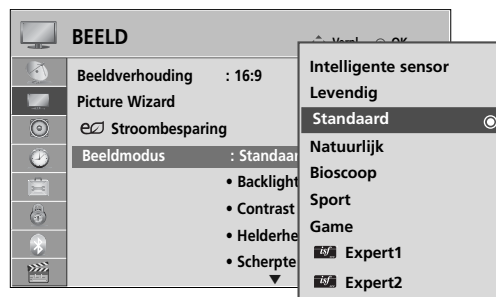 BEELD
Verpl. OK
Beeldverhouding : 16:9
Picture Wizard
Stroombesparing
Beeldmodus : Standaar
• Backlight
• Contrast
• Helderhe
• Scherpte
Intelligente sensor
Levendig
Standaard
Natuurlijk
Bioscoop
Sport
Game
isf Expert1
isf Expert2